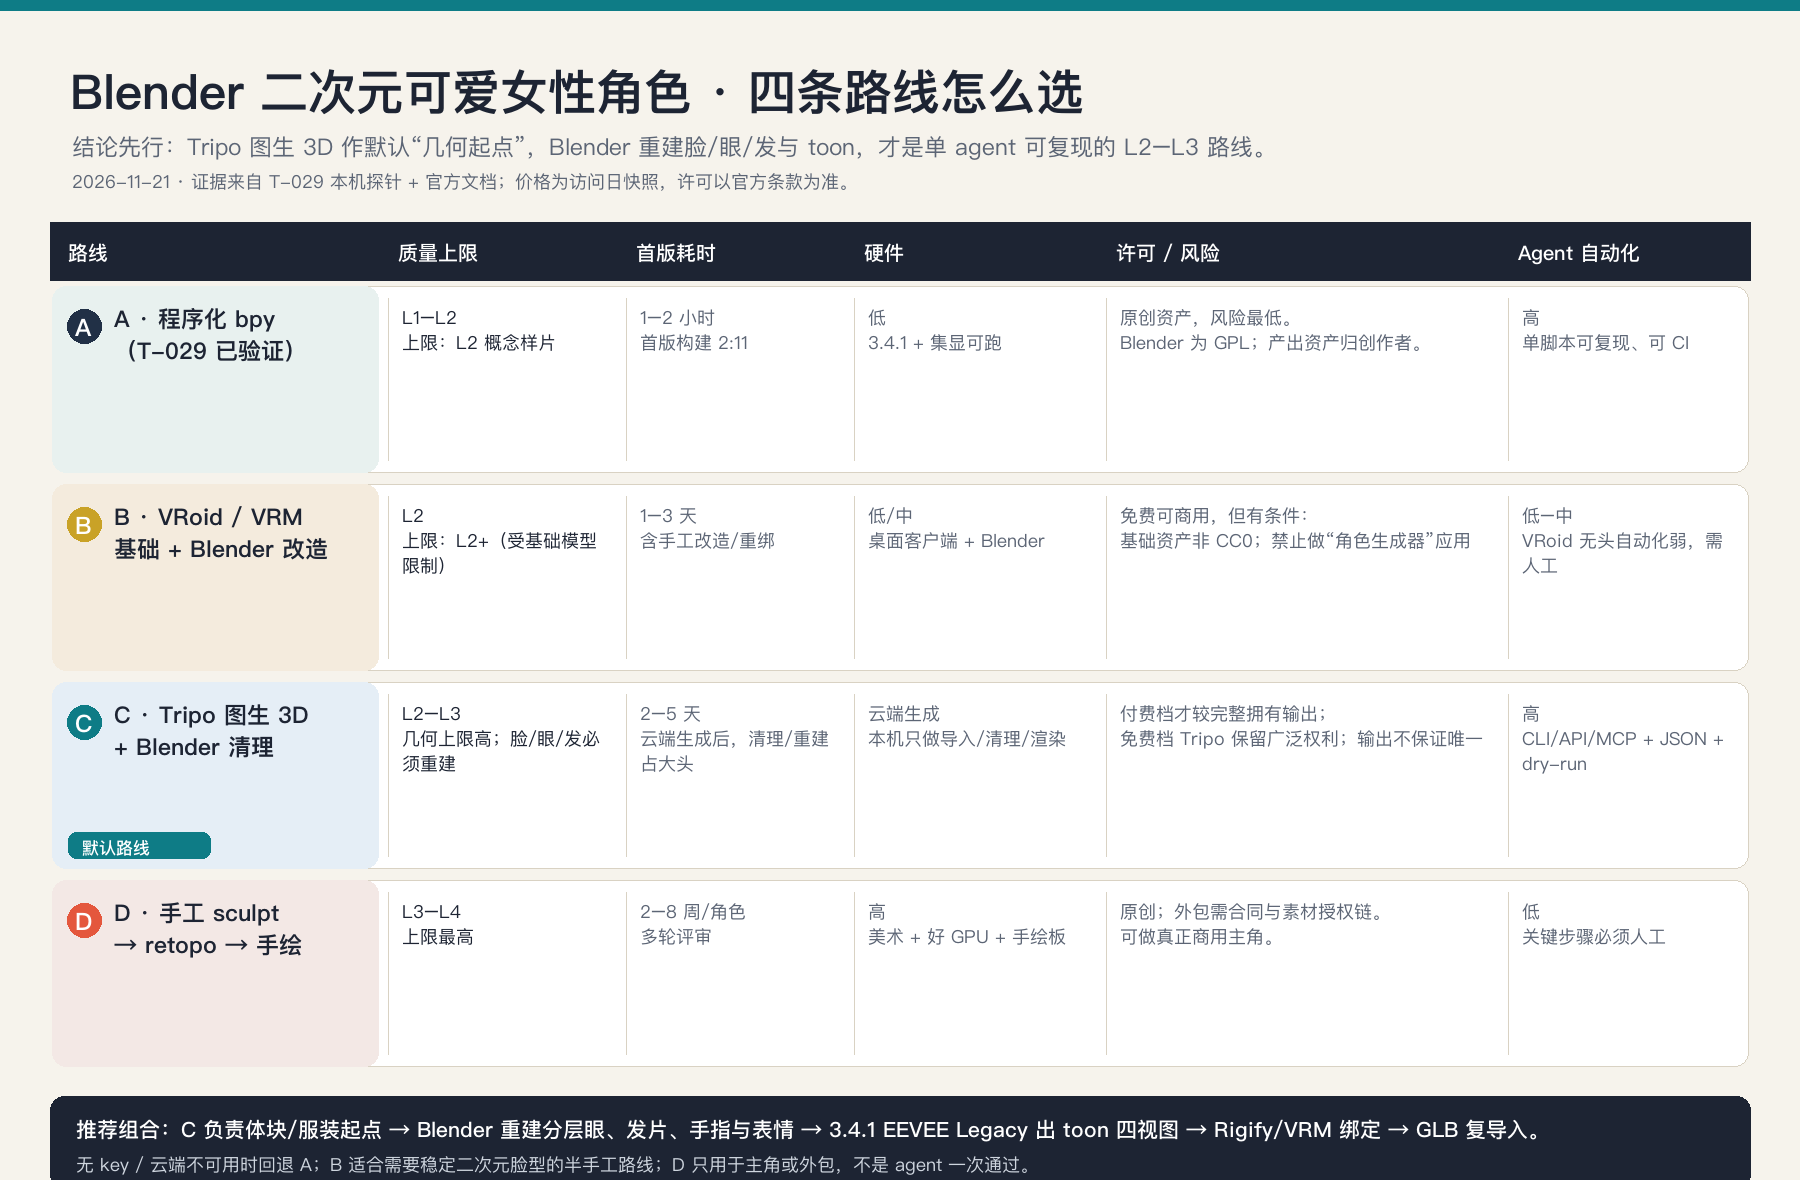 Blender 二次元可爱女性角色 · 四条路线怎么选
结论先行：Tripo 图生 3D 作默认“几何起点”，Blender 重建脸/眼/发与 toon，才是单 agent 可复现的 L2—L3 路线。
2026-11-21 · 证据来自 T-029 本机探针 + 官方文档；价格为访问日快照，许可以官方条款为准。
路线 质量上限 首版耗时 硬件 许可 / 风险 Agent 自动化
A
A · 程序化 bpy
（T-029 已验证）
L1—L2
上限：L2 概念样片
1—2 小时
首版构建 2:11
低
3.4.1 + 集显可跑
原创资产，风险最低。
Blender 为 GPL；产出资产归创作者。
高
单脚本可复现、可 CI
B
B · VRoid / VRM
基础 + Blender 改造
L2
上限：L2+（受基础模型
限制）
1—3 天
含手工改造/重绑
低/中
桌面客户端 + Blender
免费可商用，但有条件：
基础资产非 CC0；禁止做“角色生成器”应用
低—中
VRoid 无头自动化弱，需
人工
C
C · Tripo 图生 3D
+ Blender 清理
默认路线
L2—L3
几何上限高；脸/眼/发必
须重建
2—5 天
云端生成后，清理/重建
占大头
云端生成
本机只做导入/清理/渲染
付费档才较完整拥有输出；
免费档 Tripo 保留广泛权利；输出不保证唯一
高
CLI/API/MCP + JSON +
dry-run
D
D · 手工 sculpt
→ retopo → 手绘
L3—L4
上限最高
2—8 周/角色
多轮评审
高
美术 + 好 GPU + 手绘板
原创；外包需合同与素材授权链。
可做真正商用主角。
低
关键步骤必须人工
推荐组合：C 负责体块/服装起点 → Blender 重建分层眼、发片、手指与表情 → 3.4.1 EEVEE Legacy 出 toon 四视图 → Rigify/VRM 绑定 → GLB 复导入。
无 key / 云端不可用时回退 A；B 适合需要稳定二次元脸型的半手工路线；D 只用于主角或外包，不是 agent 一次通过。